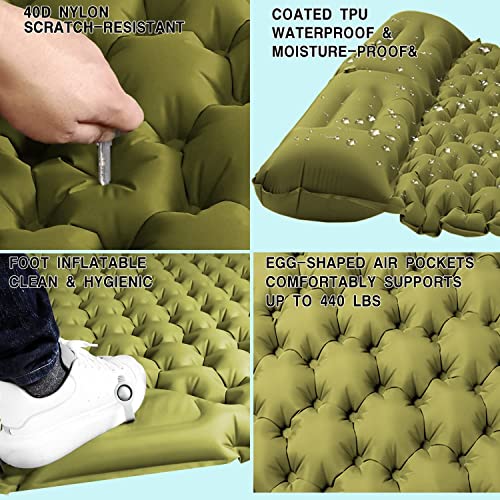 40D NYLON
SCRATCH-RESISTANT
COATED TPU
WATERPROOF &
MOISTURE-PROOF&
FOOT INFLATABLE
CLEAN & HYGIENIC
EGG-SHAPED AIR POCKETS
COMFORTABLY SUPPORTS
UP TO 440 LBS